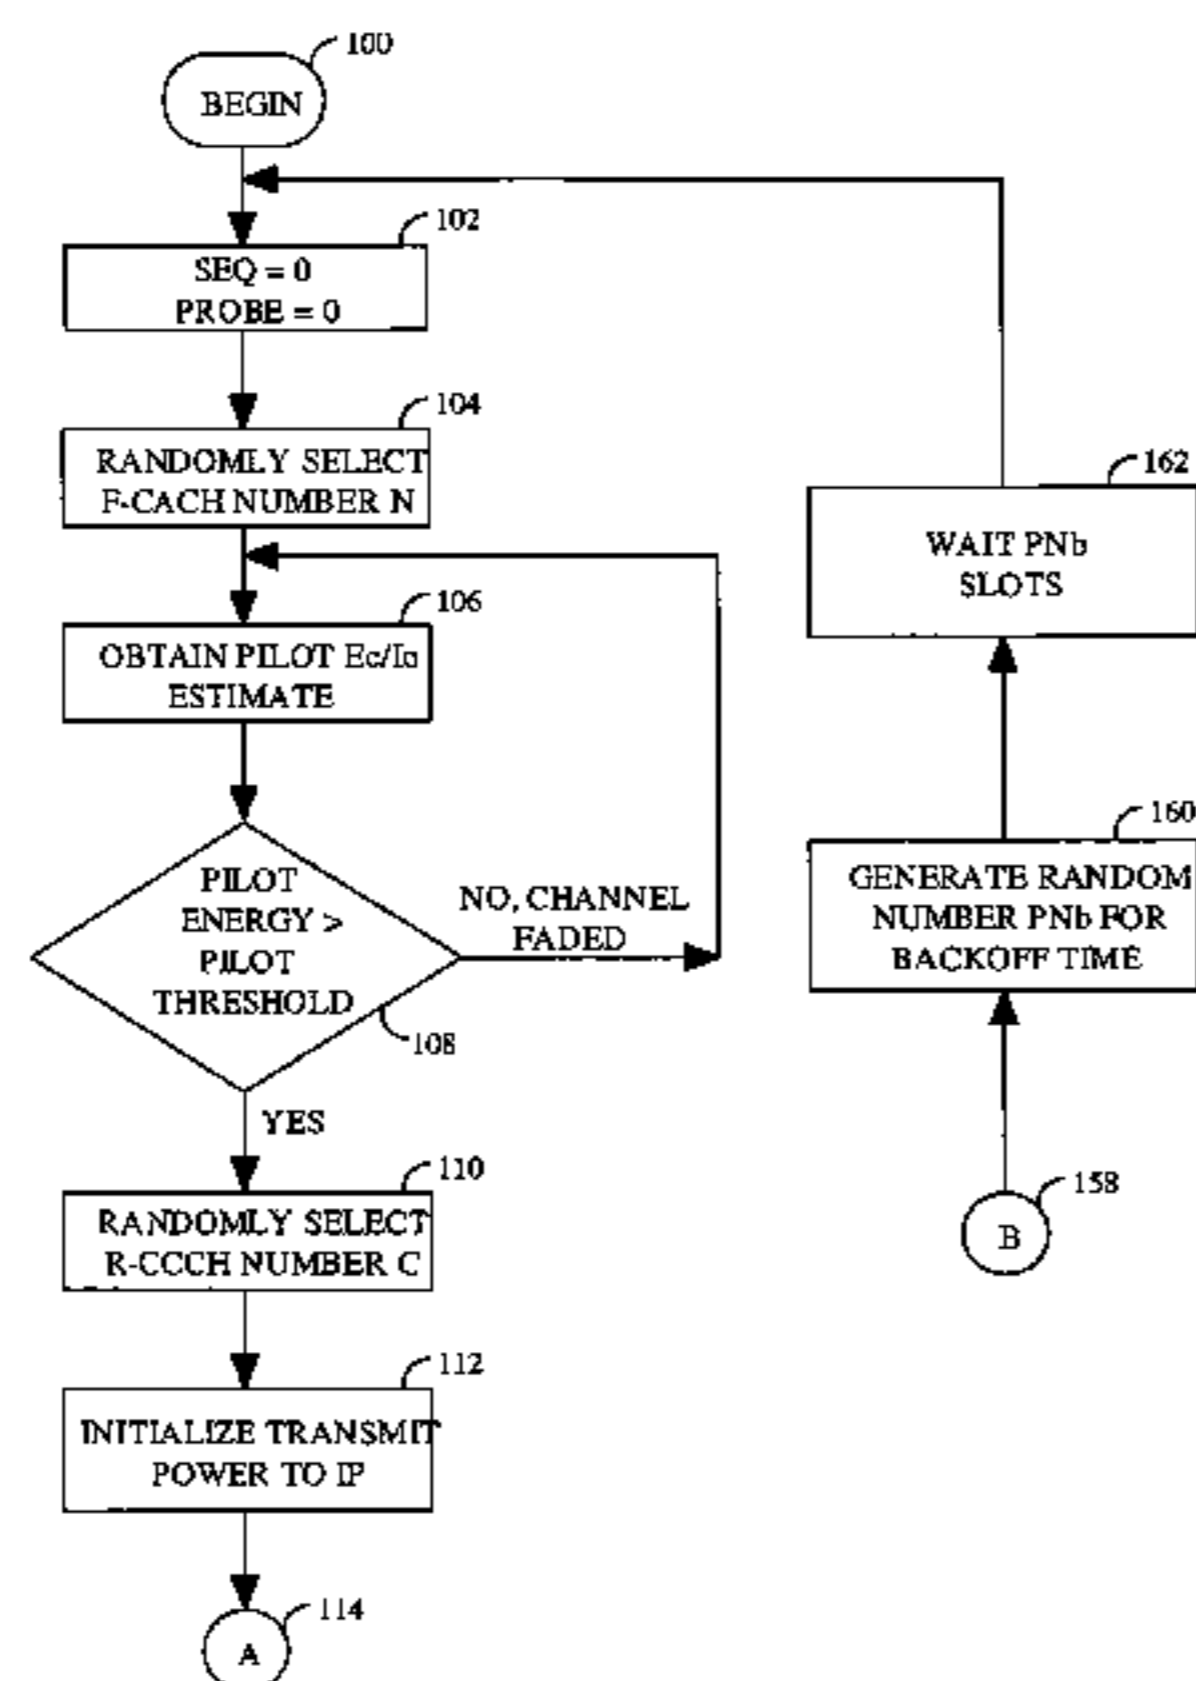 100
BEGIN
102
SEQ = 0
PROBE = 0
104
RANDOMLY SELECT
F-CACH NUMBER N
106
OBTAIN PILOT Ec/Io
ESTIMATE
PILOT
ENERGY >
PILOT
THRESHOLD
108
NO, CHANNEL
FADED
YES
110
RANDOMLY SELECT
R-CCCH NUMBER C
112
INITIALIZE TRANSMIT
POWER TO IP
114
A
162
WAIT PNb
SLOTS
160
GENERATE RANDOM
NUMBER PNb FOR
BACKOFF TIME
158
B